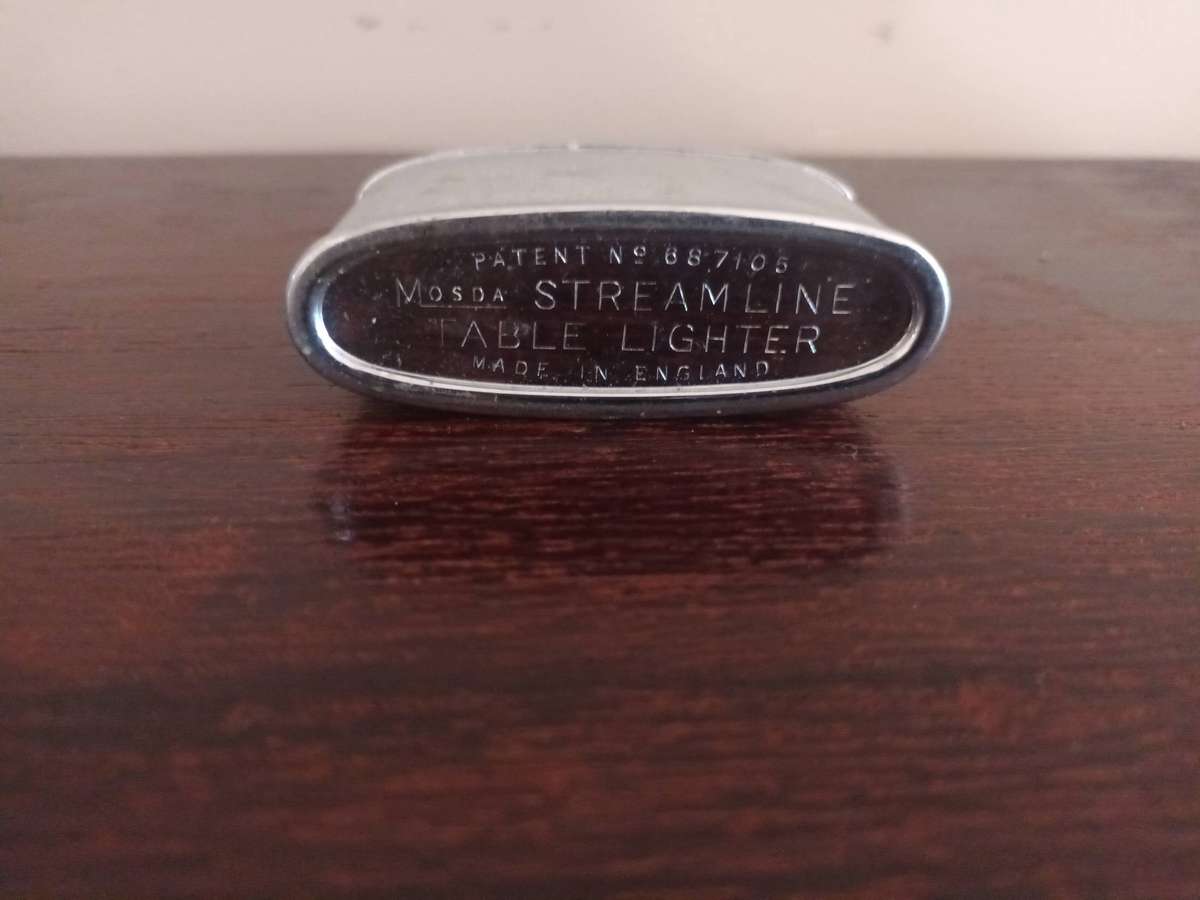 PATENT Nº 687105
MOSDA STREAMLINE
TABLE LIGHTER
MADE IN ENGLAND